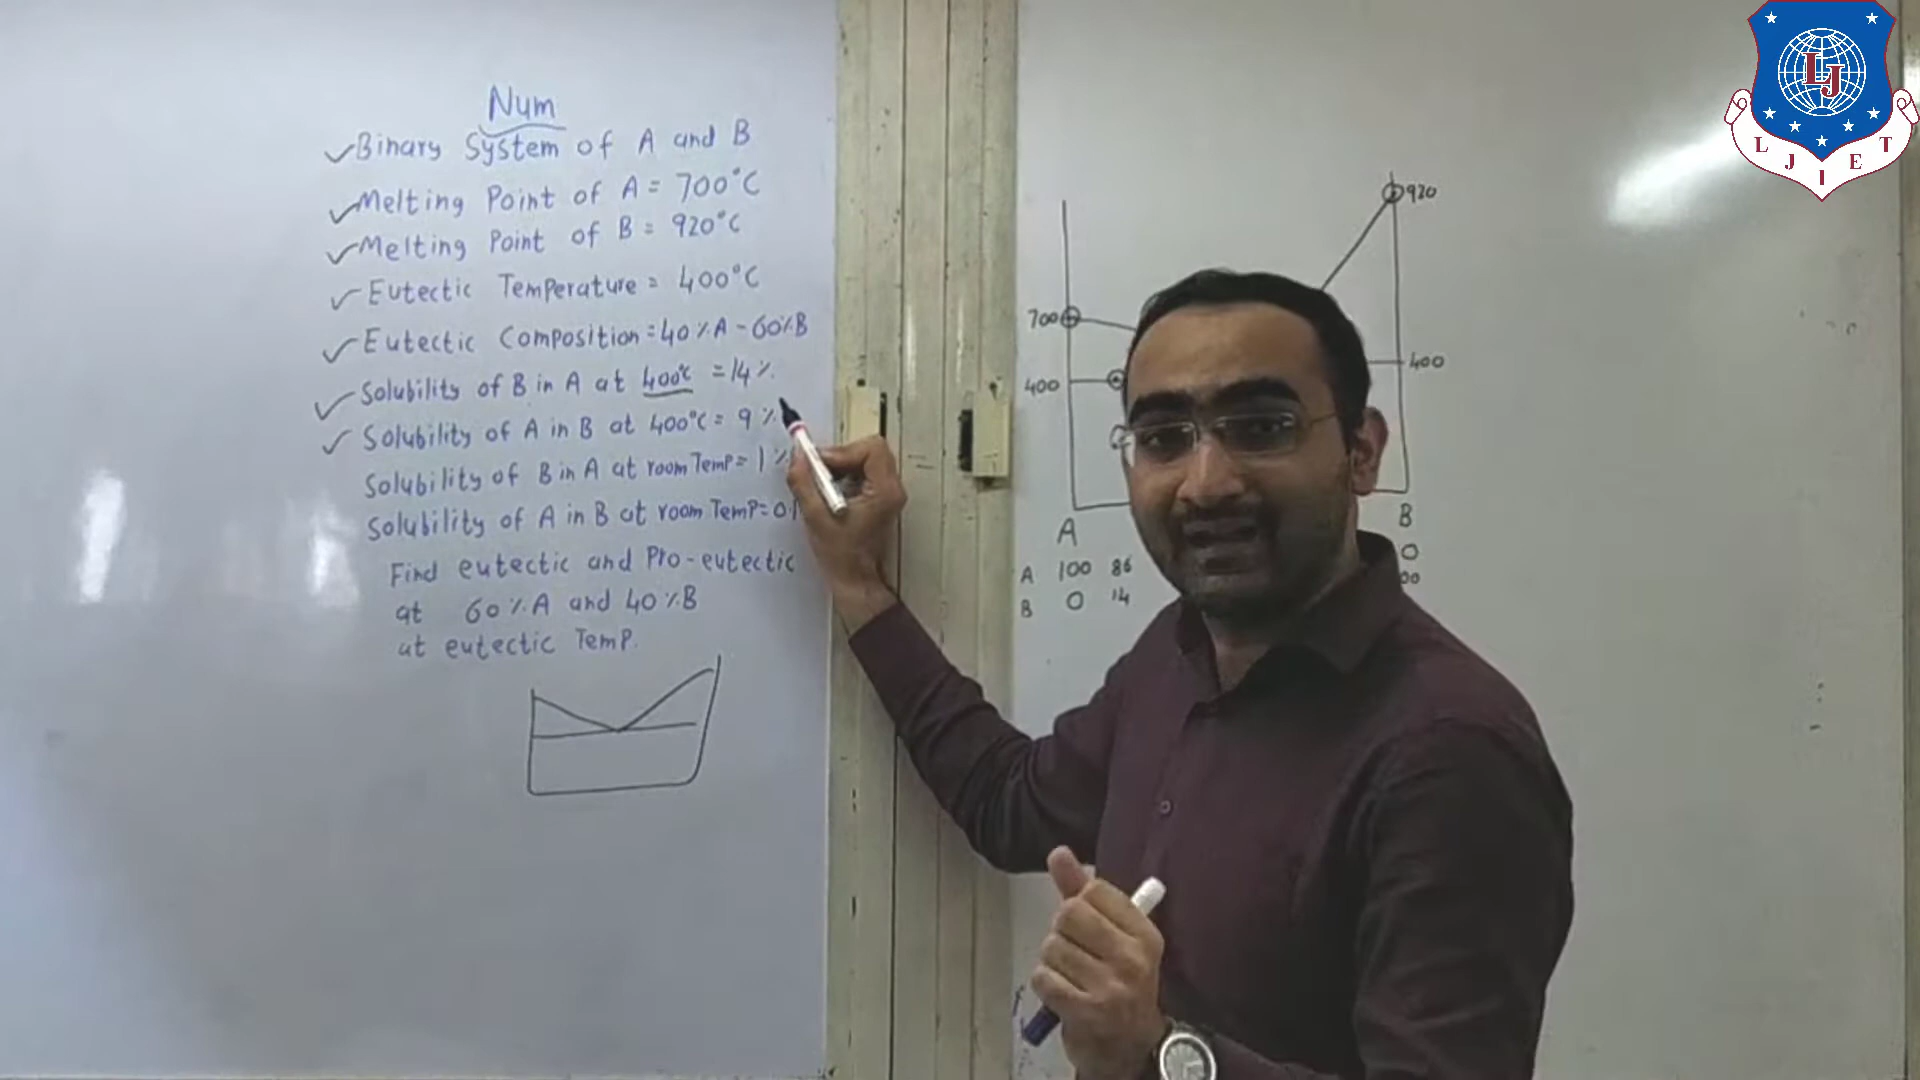 Num
Binary System of A and B
Melting Point of A = 700°C
Melting Point of B = 920°C
Eutectic Temperature = 400°C
Eutectic Composition = 40%A - 60%B
Solubility of B in A at 400°C = 14%
Solubility of A in B at 400°C = 9%
Solubility of B in A at room Temp = 1%
Solubility of A in B at room Temp = 0.1
Find eutectic and Pro-eutectic
at 60%A and 40%B
at eutectic Temp.
920
700
400
400
A
B
A 100 86
0
B 0 14
00
LJ
LJIET